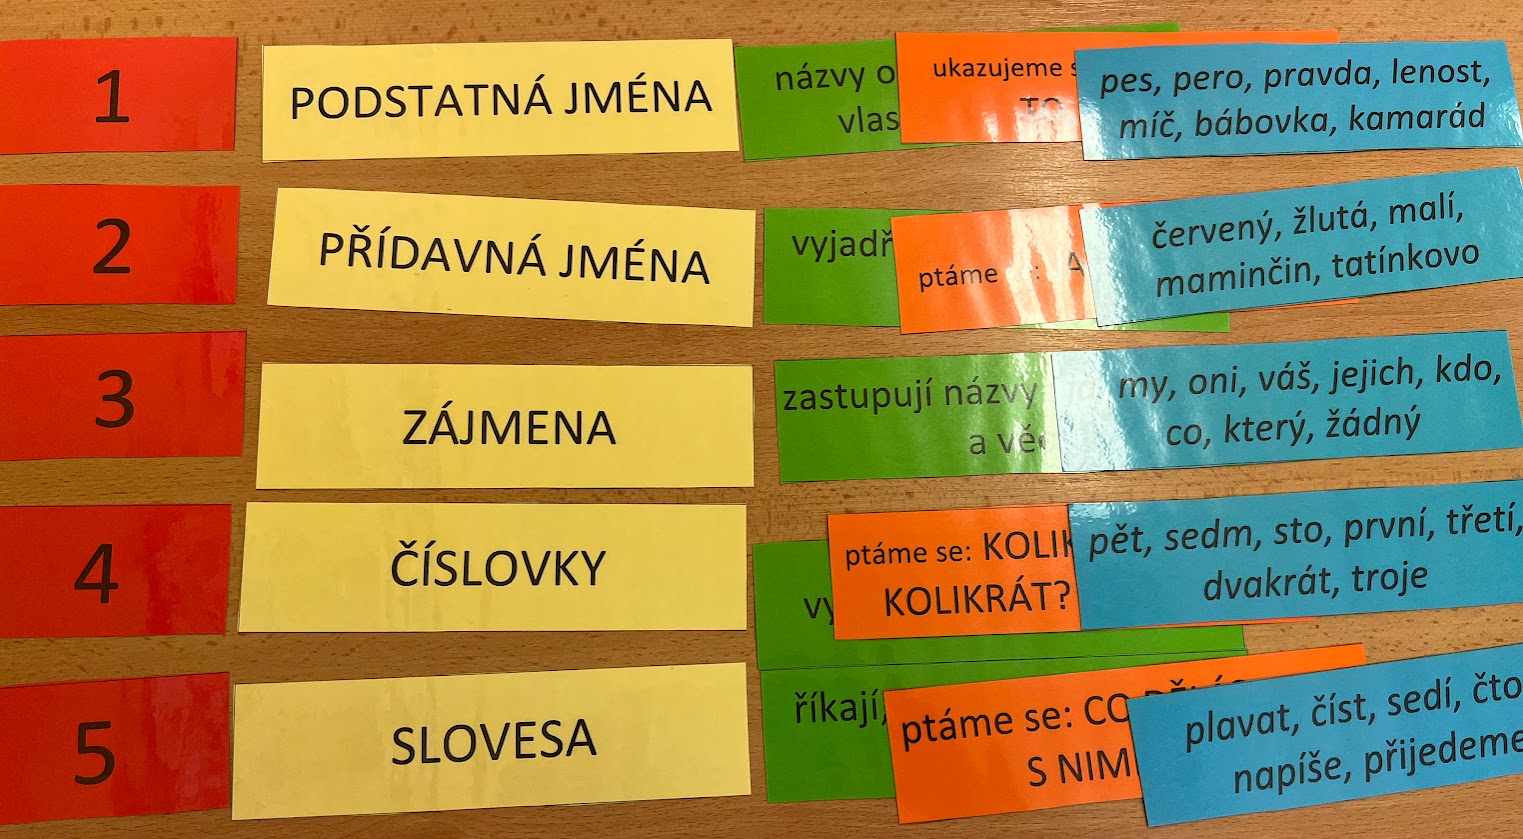 1
PODSTATNÁ JMÉNA
názvy
vlas
ukazujeme
TO
pes, pero, pravda, lenost,
míč, bábovka, kamarád
2
PŘÍDAVNÁ JMÉNA
vyjadř
ptáme
červený, žlutá, malí,
maminčin, tatínkovo
3
ZÁJMENA
zastupují názvy
a
já, my, oni, váš, jejich, kdo,
co, který, žádný
4
ČÍSLOVKY
vy
ptáme se: KOLIK
KOLIKRÁT?
pět, sedm, sto, první, třetí,
dvakrát, troje
5
SLOVESA
říkají,
ptáme se: CO
S NIM
plavat, číst, sedí, čto
napíše, přijedeme